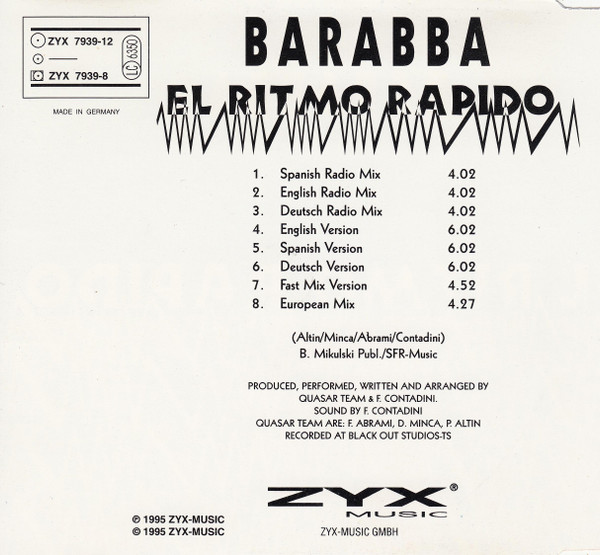 ZYX 7939-12
ZYX 7939-8
LC 6350
MADE IN GERMANY
BARABBA
EL RITMO RAPIDO
1. Spanish Radio Mix 4.02
2. English Radio Mix 4.02
3. Deutsch Radio Mix 4.02
4. English Version 6.02
5. Spanish Version 6.02
6. Deutsch Version 6.02
7. Fast Mix Version 4.52
8. European Mix 4.27
(Altin/Minca/Abrami/Contadini)
B. Mikulski Publ./SFR-Music
PRODUCED, PERFORMED, WRITTEN AND ARRANGED BY
QUASAR TEAM & F. CONTADINI.
SOUND BY F. CONTADINI
QUASAR TEAM ARE: F. ABRAMI, D. MINCA, P. ALTIN
RECORDED AT BLACK OUT STUDIOS-TS
ZYX®
MUSIC
℗ 1995 ZYX-MUSIC
© 1995 ZYX-MUSIC
ZYX-MUSIC GMBH